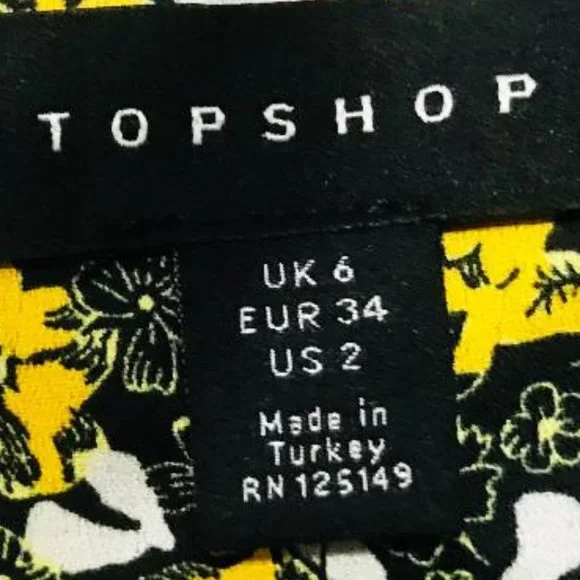 TOPSHOP
UK 6
EUR 34
US 2
Made in
Turkey
RN 125149